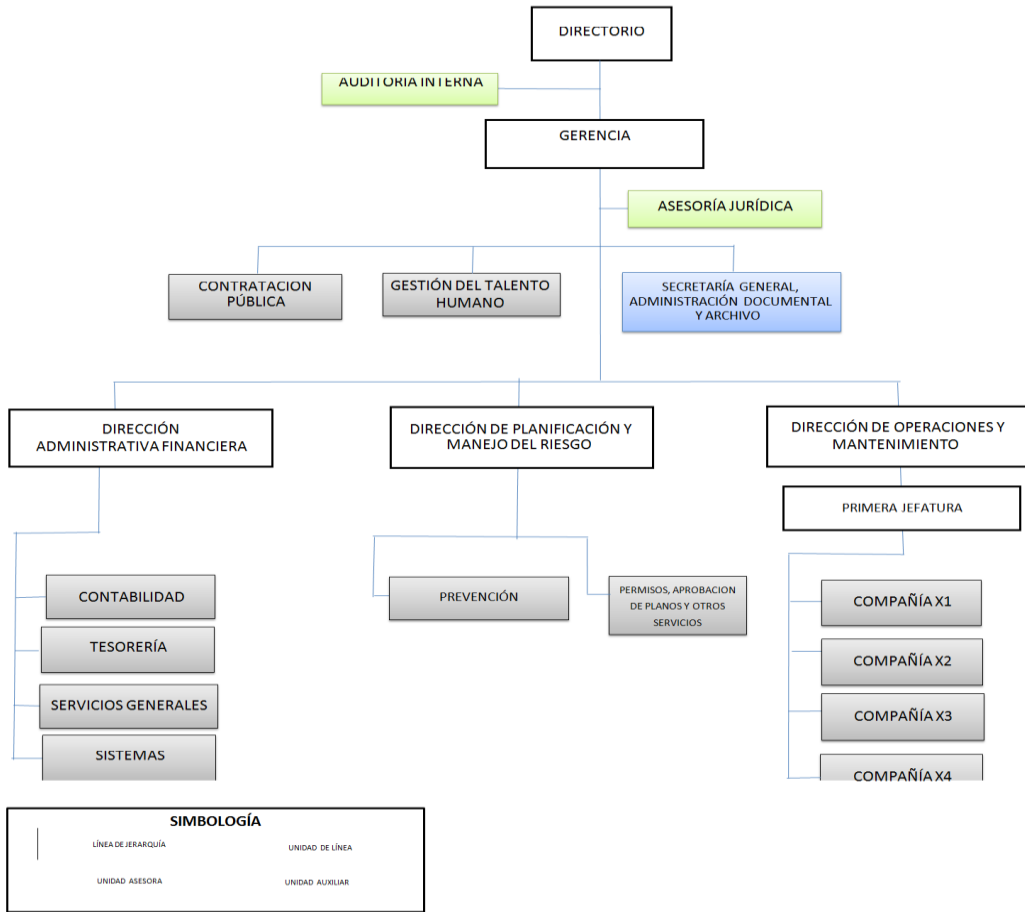 DIRECTORIO
AUDITORIA INTERNA
GERENCIA
ASESORÍA JURÍDICA
CONTRATACION
PÚBLICA
GESTIÓN DEL TALENTO
HUMANO
SECRETARÍA GENERAL,
ADMINISTRACIÓN DOCUMENTAL
Y ARCHIVO
DIRECCIÓN
ADMINISTRATIVA FINANCIERA
DIRECCIÓN DE PLANIFICACIÓN Y
MANEJO DEL RIESGO
DIRECCIÓN DE OPERACIONES Y
MANTENIMIENTO
PRIMERA JEFATURA
CONTABILIDAD
TESORERÍA
SERVICIOS GENERALES
SISTEMAS
PREVENCIÓN
PERMISOS, APROBACION
DE PLANOS Y OTROS
SERVICIOS
COMPAÑÍA X1
COMPAÑÍA X2
COMPAÑÍA X3
COMPAÑÍA X4
SIMBOLOGÍA
LÍNEA DE JERARQUÍA
UNIDAD DE LÍNEA
UNIDAD ASESORA
UNIDAD AUXILIAR